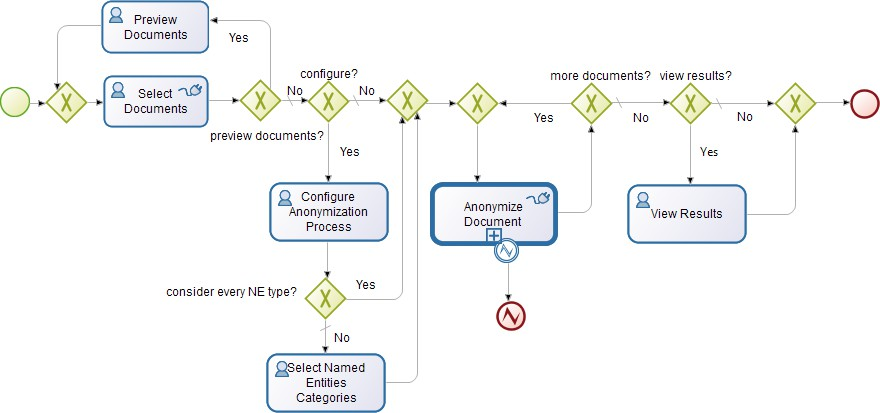 Preview
Documents
Yes
configure?
more documents? view results?
Select
Documents
No
No
Yes
No
No
preview documents?
Yes
Yes
Configure
Anonymization
Process
Anonymize
Document
View Results
consider every NE type?
Yes
No
Select Named
Entities
Categories